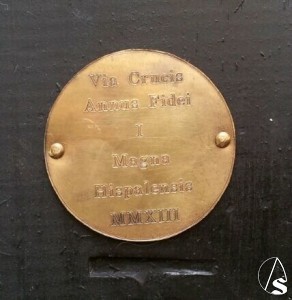 Via Crucis
Annus Fidei
I
Magna
Hispalensis
MMXIII